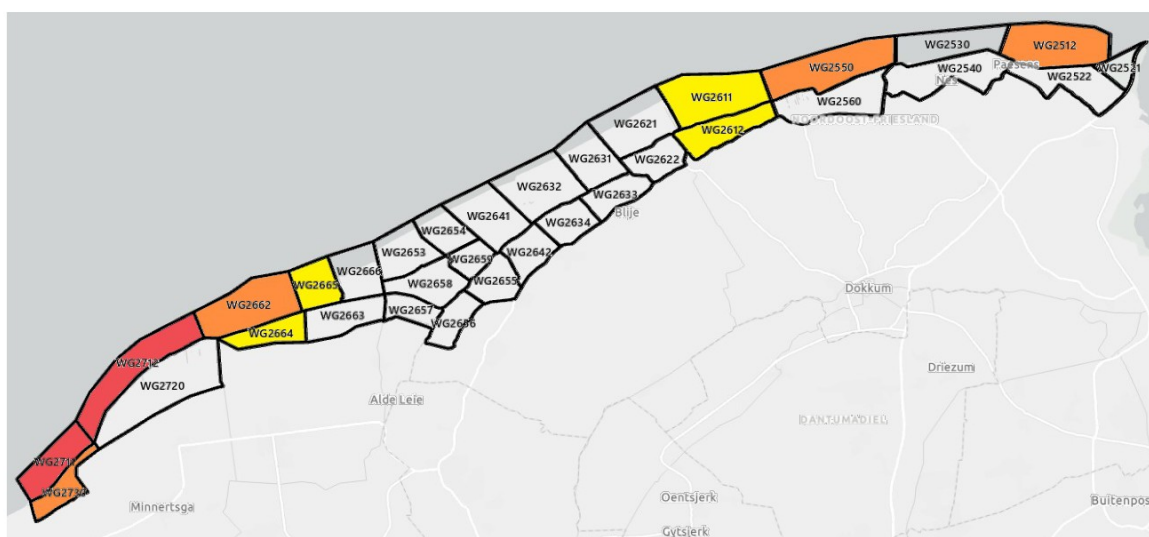 WG2530
WG2512
WG2550
Paesens
WG2521
WG2540
Nes
WG2522
WG2611
WG2560
NOORDOOST-FRIESLAND
WG2621
WG2612
WG2631
WG2622
WG2632
WG2633
Blije
WG2641
WG2634
WG2654
WG2653
WG2642
WG2659
WG2666
WG2665
WG2658
WG2655
Dokkum
WG2662
WG2657
WG2663
WG2656
WG2664
WG2712
WG2720
Driezum
Alde Leie
DANTUMADIEL
WG2711
WG2730
Oentsjerk
Minnertsga
Buitenpos
Gytsjerk